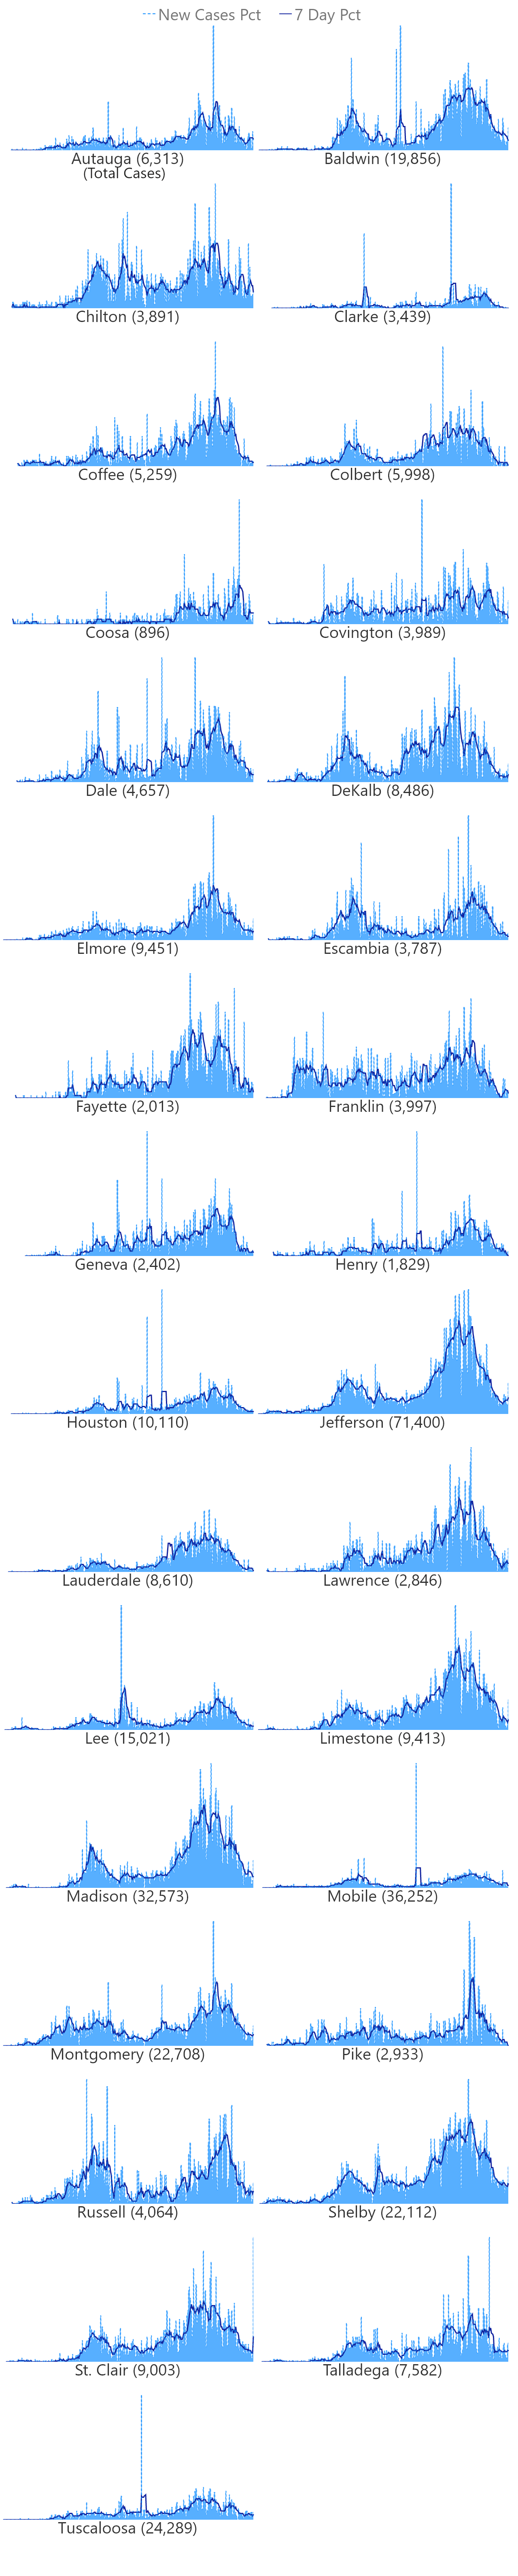 New Cases Pct 7 Day Pct
Autauga (6,313) Baldwin (19,856)
(Total Cases)
Chilton (3,891) Clarke (3,439)
Coffee (5,259) Colbert (5,998)
Coosa (896) Covington (3,989)
Dale (4,657) DeKalb (8,486)
Elmore (9,451) Escambia (3,787)
Fayette (2,013) Franklin (3,997)
Geneva (2,402) Henry (1,829)
Houston (10,110) Jefferson (71,400)
Lauderdale (8,610) Lawrence (2,846)
Lee (15,021) Limestone (9,413)
Madison (32,573) Mobile (36,252)
Montgomery (22,708) Pike (2,933)
Russell (4,064) Shelby (22,112)
St. Clair (9,003) Talladega (7,582)
Tuscaloosa (24,289)